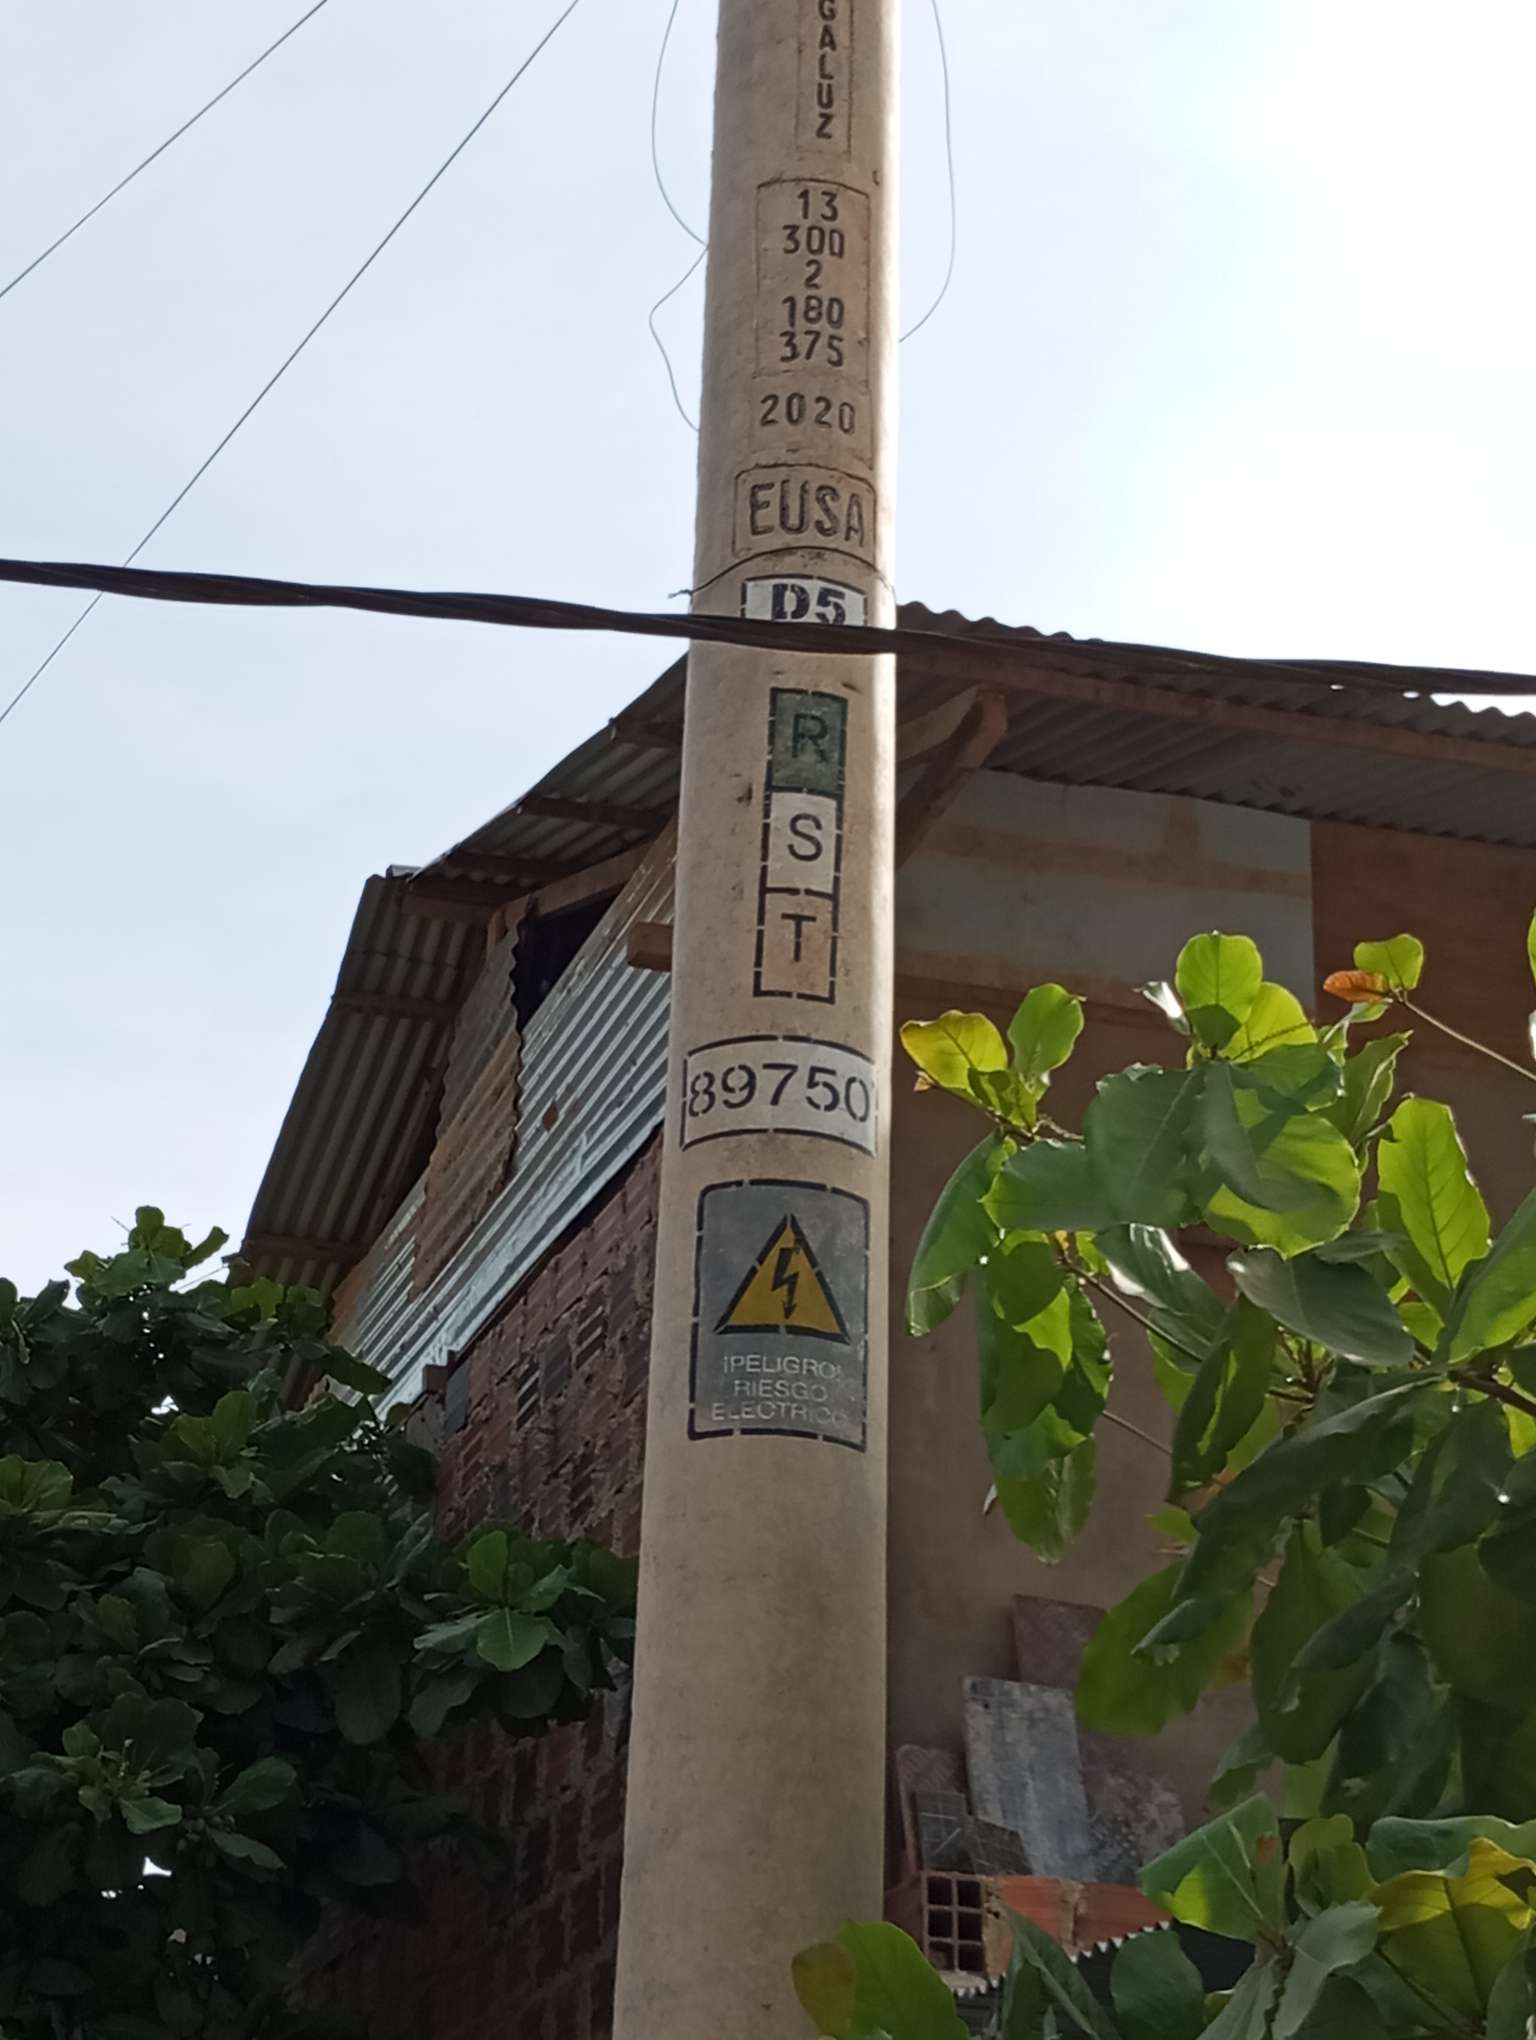 GALUZ
13
300
2
180
375
2020
EUSA
D5
R
S
T
89750
¡PELIGRO!
RIESGO
ELECTRICO